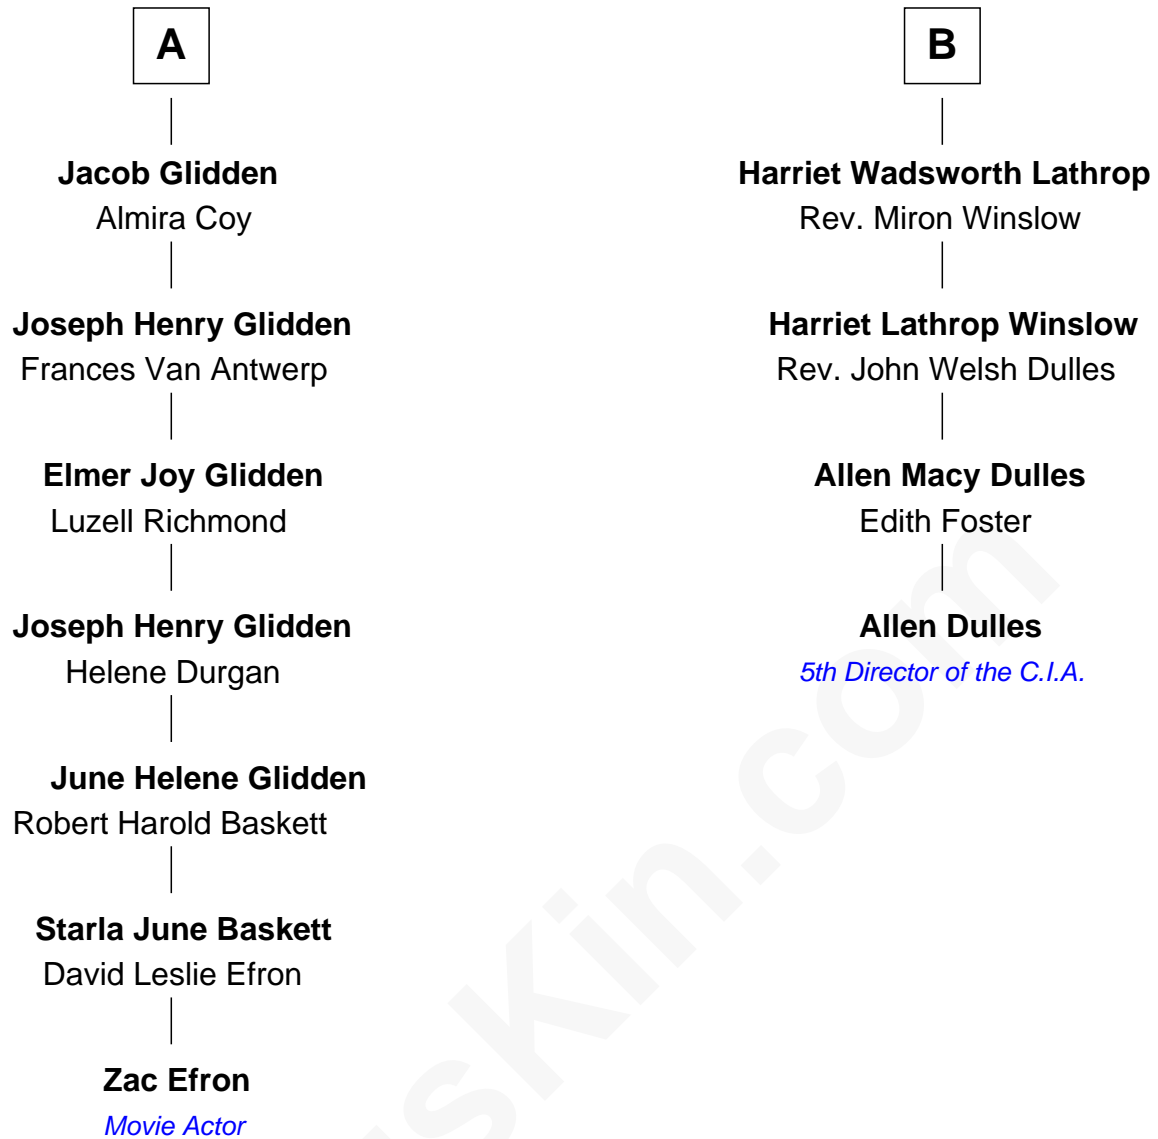 A
Jacob Glidden
Almira Coy
Joseph Henry Glidden
Frances Van Antwerp
Elmer Joy Glidden
Luzell Richmond
Joseph Henry Glidden
Helene Durgan
June Helene Glidden
Robert Harold Baskett
Starla June Baskett
David Leslie Efron
Zac Efron
Movie Actor
B
Harriet Wadsworth Lathrop
Rev. Miron Winslow
Harriet Lathrop Winslow
Rev. John Welsh Dulles
Allen Macy Dulles
Edith Foster
Allen Dulles
5th Director of the C.I.A.
sKin.com